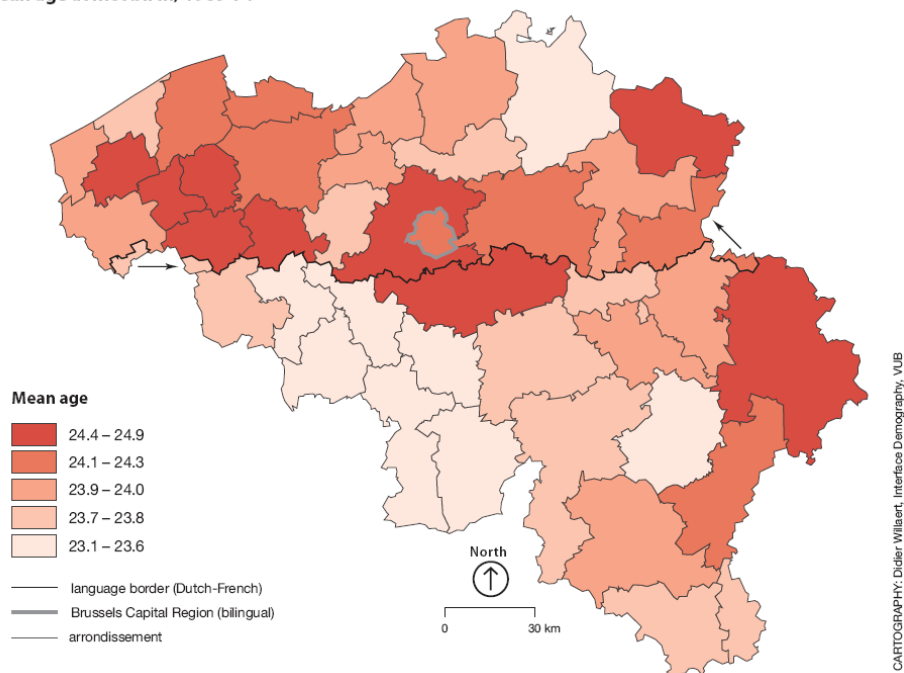 Mean age
24.4 – 24.9
24.1 – 24.3
23.9 – 24.0
23.7 – 23.8
23.1 – 23.6
language border (Dutch-French)
Brussels Capital Region (bilingual)
arrondissement
North
0 30 km
CARTOGRAPHY: Didier Willaert, Interface Demography, VUB